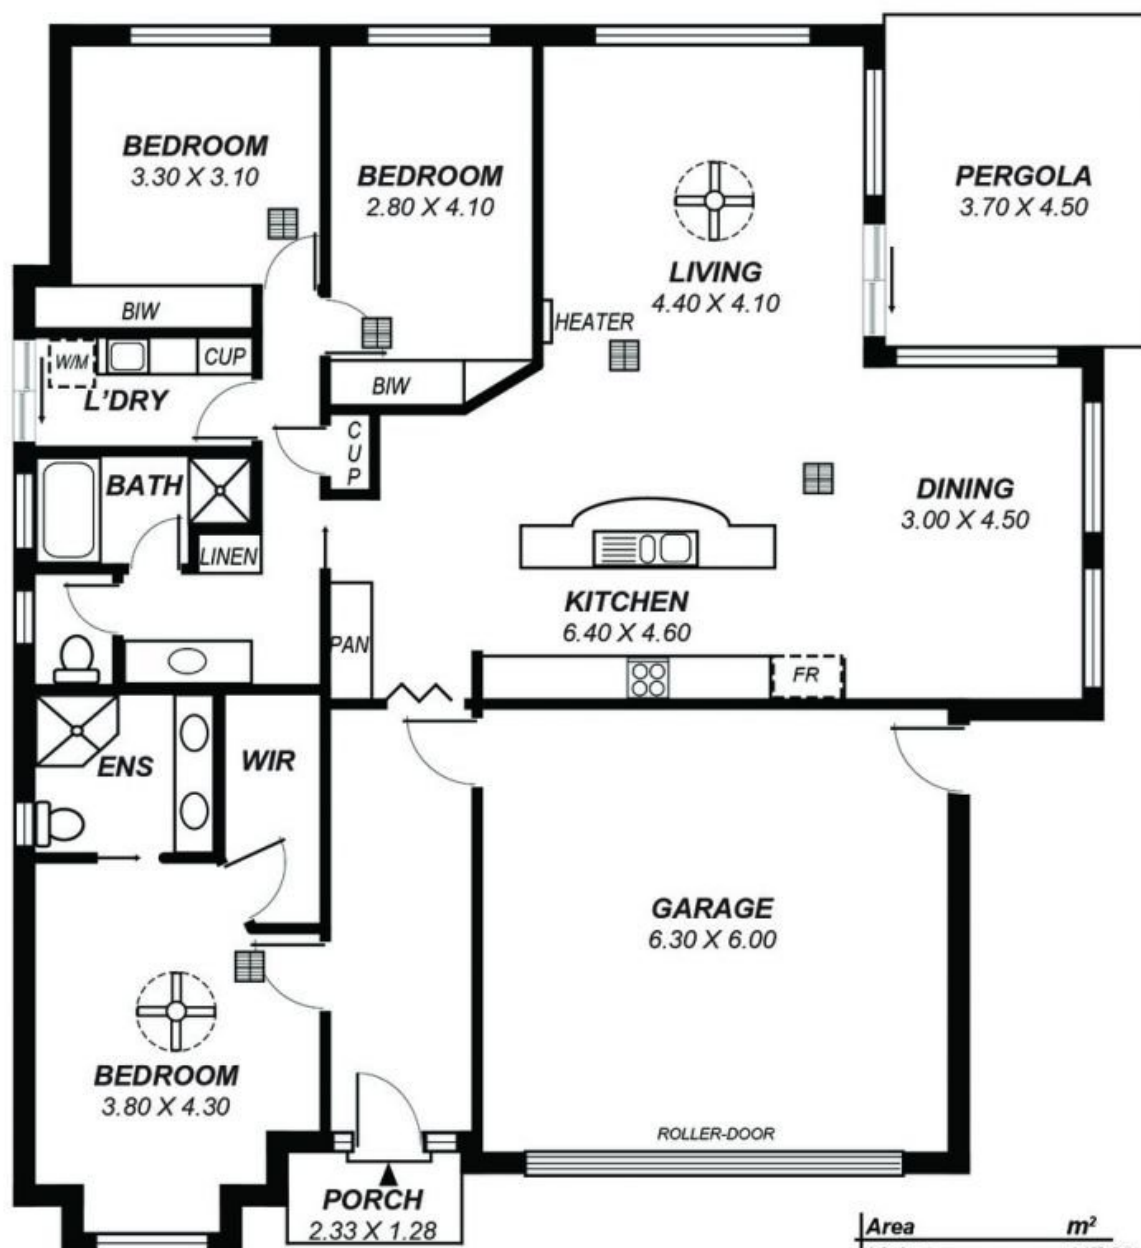 BEDROOM
3.30 X 3.10
BEDROOM
2.80 X 4.10
LIVING
4.40 X 4.10
PERGOLA
3.70 X 4.50
HEATER
BIW
W/M
CUP
L'DRY
BIW
C
U
P
BATH
LINEN
DINING
3.00 X 4.50
KITCHEN
6.40 X 4.60
PAN
FR
ENS
WIR
GARAGE
6.30 X 6.00
BEDROOM
3.80 X 4.30
ROLLER-DOOR
PORCH
2.33 X 1.28
Area m²